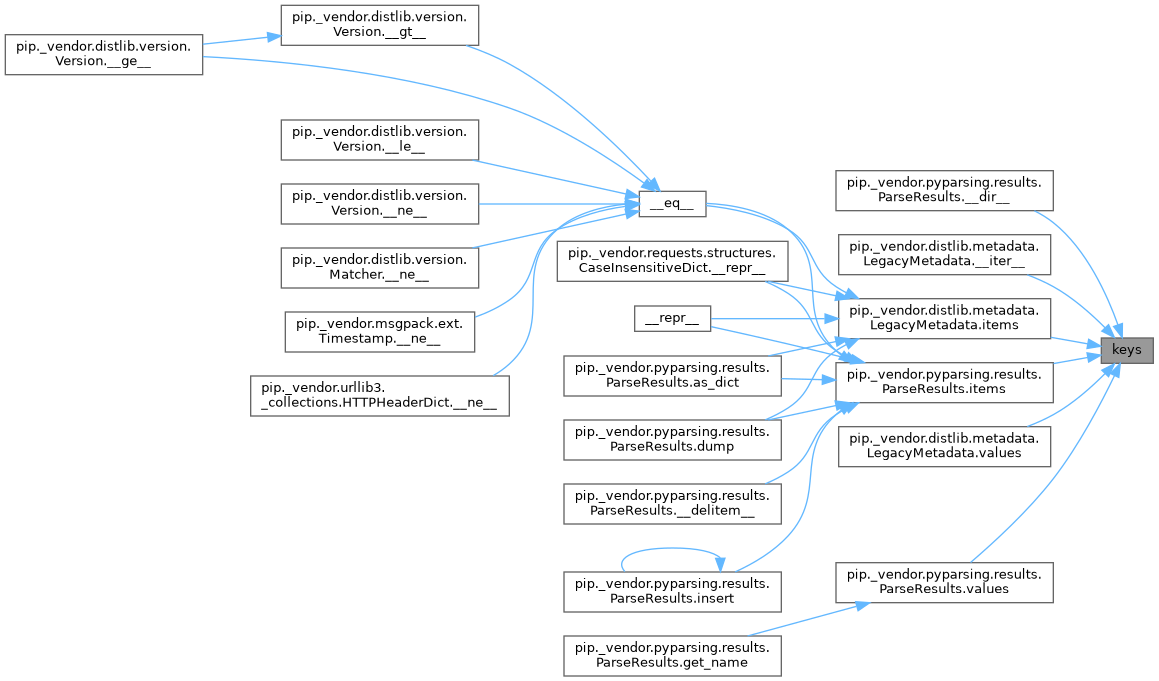 pip._vendor.distlib.version.
Version.__gt__
pip._vendor.distlib.version.
Version.__ge__
pip._vendor.distlib.version.
Version.__le__
pip._vendor.distlib.version.
Version.__ne__
pip._vendor.distlib.version.
Matcher.__ne__
pip._vendor.msgpack.ext.
Timestamp.__ne__
pip._vendor.urllib3.
_collections.HTTPHeaderDict.__ne__
__eq__
pip._vendor.requests.structures.
CaseInsensitiveDict.__repr__
__repr__
pip._vendor.pyparsing.results.
ParseResults.as_dict
pip._vendor.pyparsing.results.
ParseResults.dump
pip._vendor.pyparsing.results.
ParseResults.__delitem__
pip._vendor.pyparsing.results.
ParseResults.insert
pip._vendor.pyparsing.results.
ParseResults.get_name
pip._vendor.pyparsing.results.
ParseResults.__dir__
pip._vendor.distlib.metadata.
LegacyMetadata.__iter__
pip._vendor.distlib.metadata.
LegacyMetadata.items
pip._vendor.pyparsing.results.
ParseResults.items
pip._vendor.distlib.metadata.
LegacyMetadata.values
pip._vendor.pyparsing.results.
ParseResults.values
keys